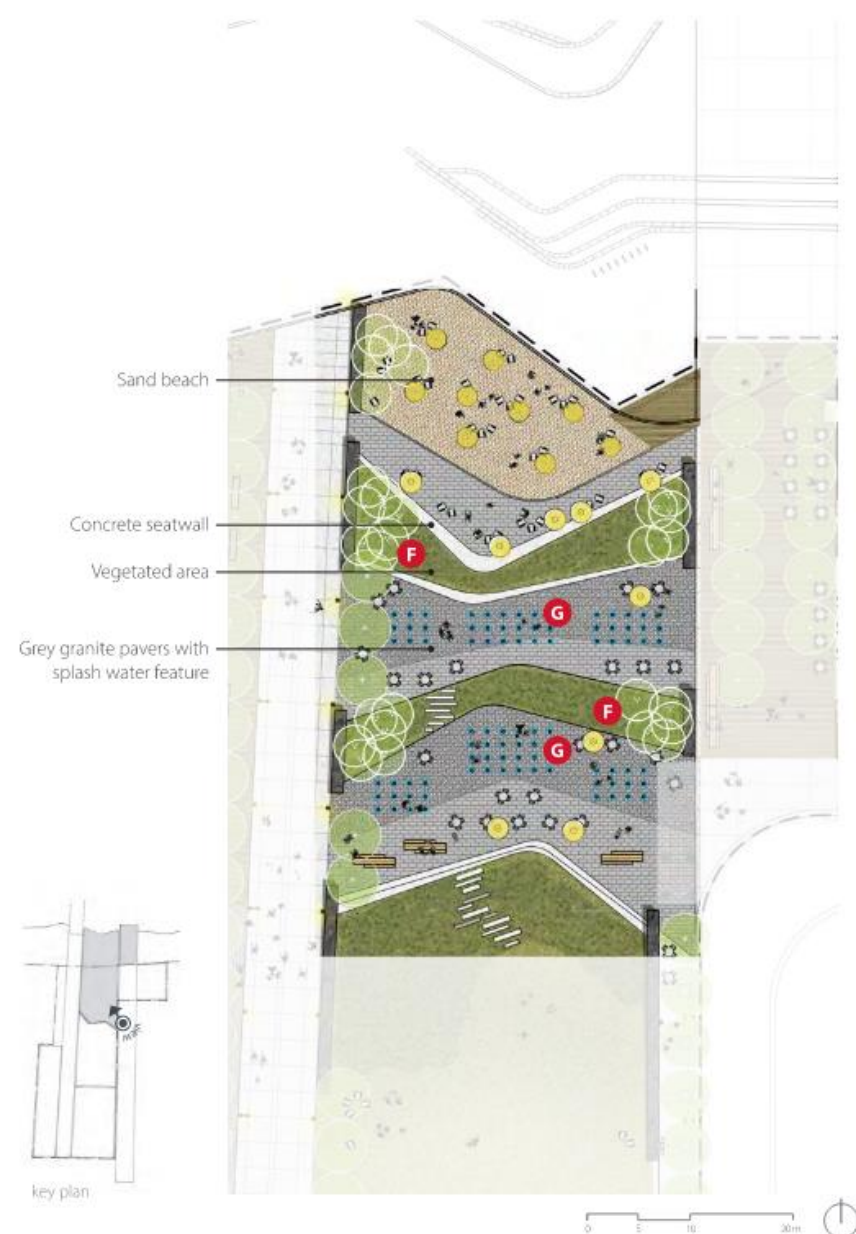 Sand beach
Concrete seatwall
F
Vegetated area
G
Grey granite pavers with
splash water feature
F
G
view
key plan
0 5 10 20m